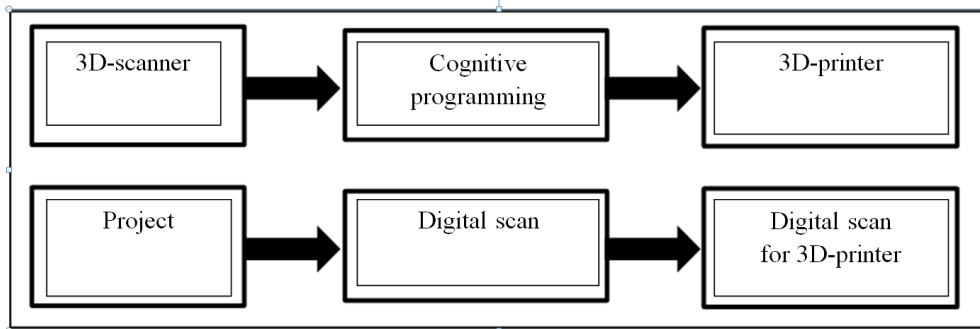 3D-scanner
Cognitive
programming
3D-printer
Project
Digital scan
Digital scan
for 3D-printer